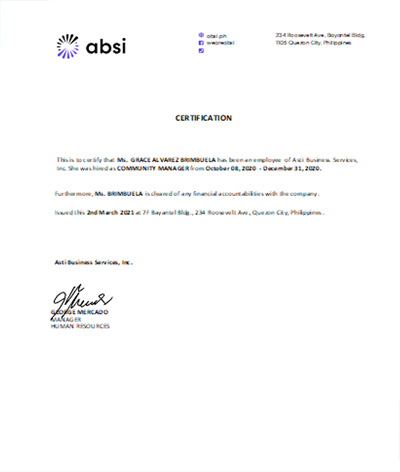 absi
absi.ph
weareabsi
234 Roosevelt Ave, Bayantel Bldg.
1105 Quezon City, Philippines
CERTIFICATION
This is to certify that Ms. GRACE ALVAREZ BRIMBUELA has been an employee of Asti Business Services,
Inc. She was hired as COMMUNITY MANAGER from October 08, 2020 - December 31, 2020.
Furthermore, Ms. BRIMBUELA is cleared of any financial accountabilities with the company.
Issued this 2nd March 2021 at 7F Bayantel Bldg., 234 Roosevelt Ave, Quezon City, Philippines.
Asti Business Services, Inc.
GEORGE MERCADO
MANAGER
HUMAN RESOURCES